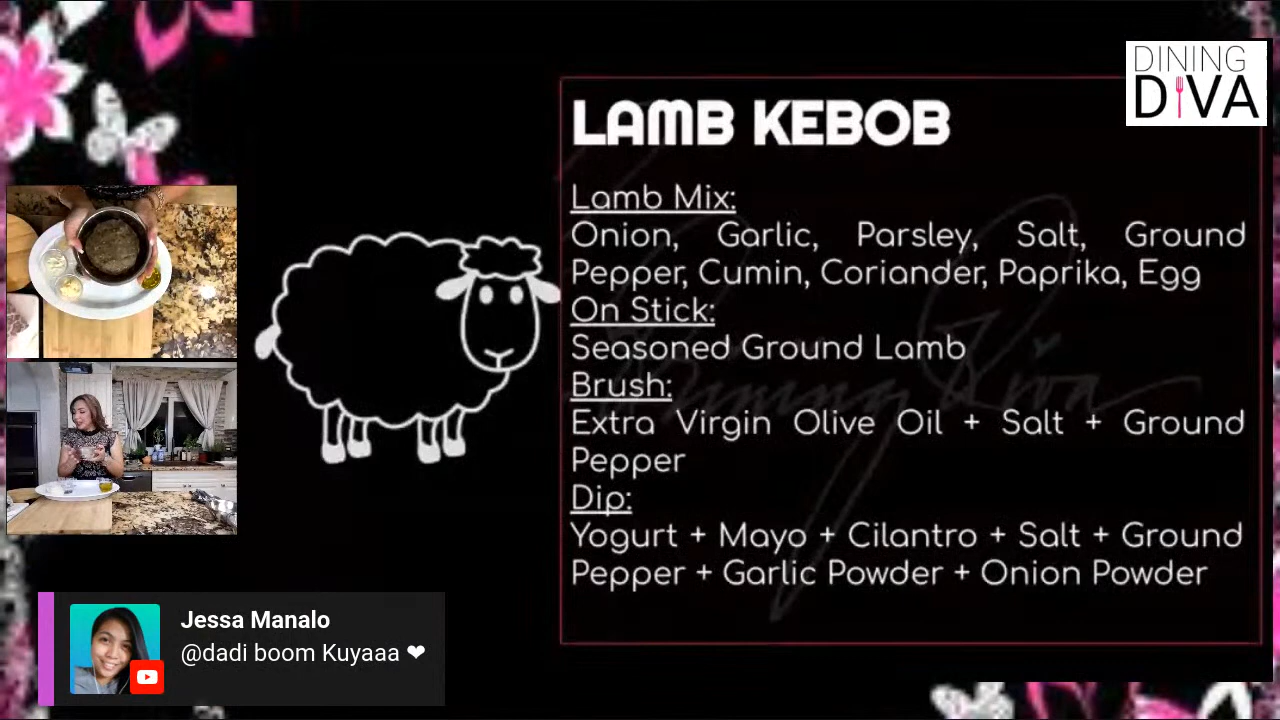 DINING
DIVA
LAMB KEBOB
Lamb Mix:
Onion, Garlic, Parsley, Salt, Ground
Pepper, Cumin, Coriander, Paprika, Egg
On Stick:
Seasoned Ground Lamb
Brush:
Extra Virgin Olive Oil + Salt + Ground
Pepper
Dip:
Yogurt + Mayo + Cilantro + Salt + Ground
Pepper + Garlic Powder + Onion Powder
Jessa Manalo
@dadi boom Kuyaaa ❤